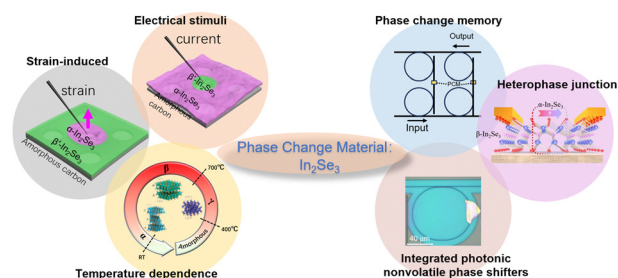 Electrical stimuli
current
β-In₂Se₃
α-In₂Se₃
Amorphous carbon
Strain-induced
strain
α-In₂Se₃
β-In₂Se₃
Amorphous carbon
β
700℃
γ
400℃
Amorphous
α
RT
Temperature dependence
Phase Change Material:
In₂Se₃
Phase change memory
Output
PCM
Input
Heterophase junction
α-In₂Se₃
β-In₂Se₃
40 μm
Integrated photonic
nonvolatile phase shifters